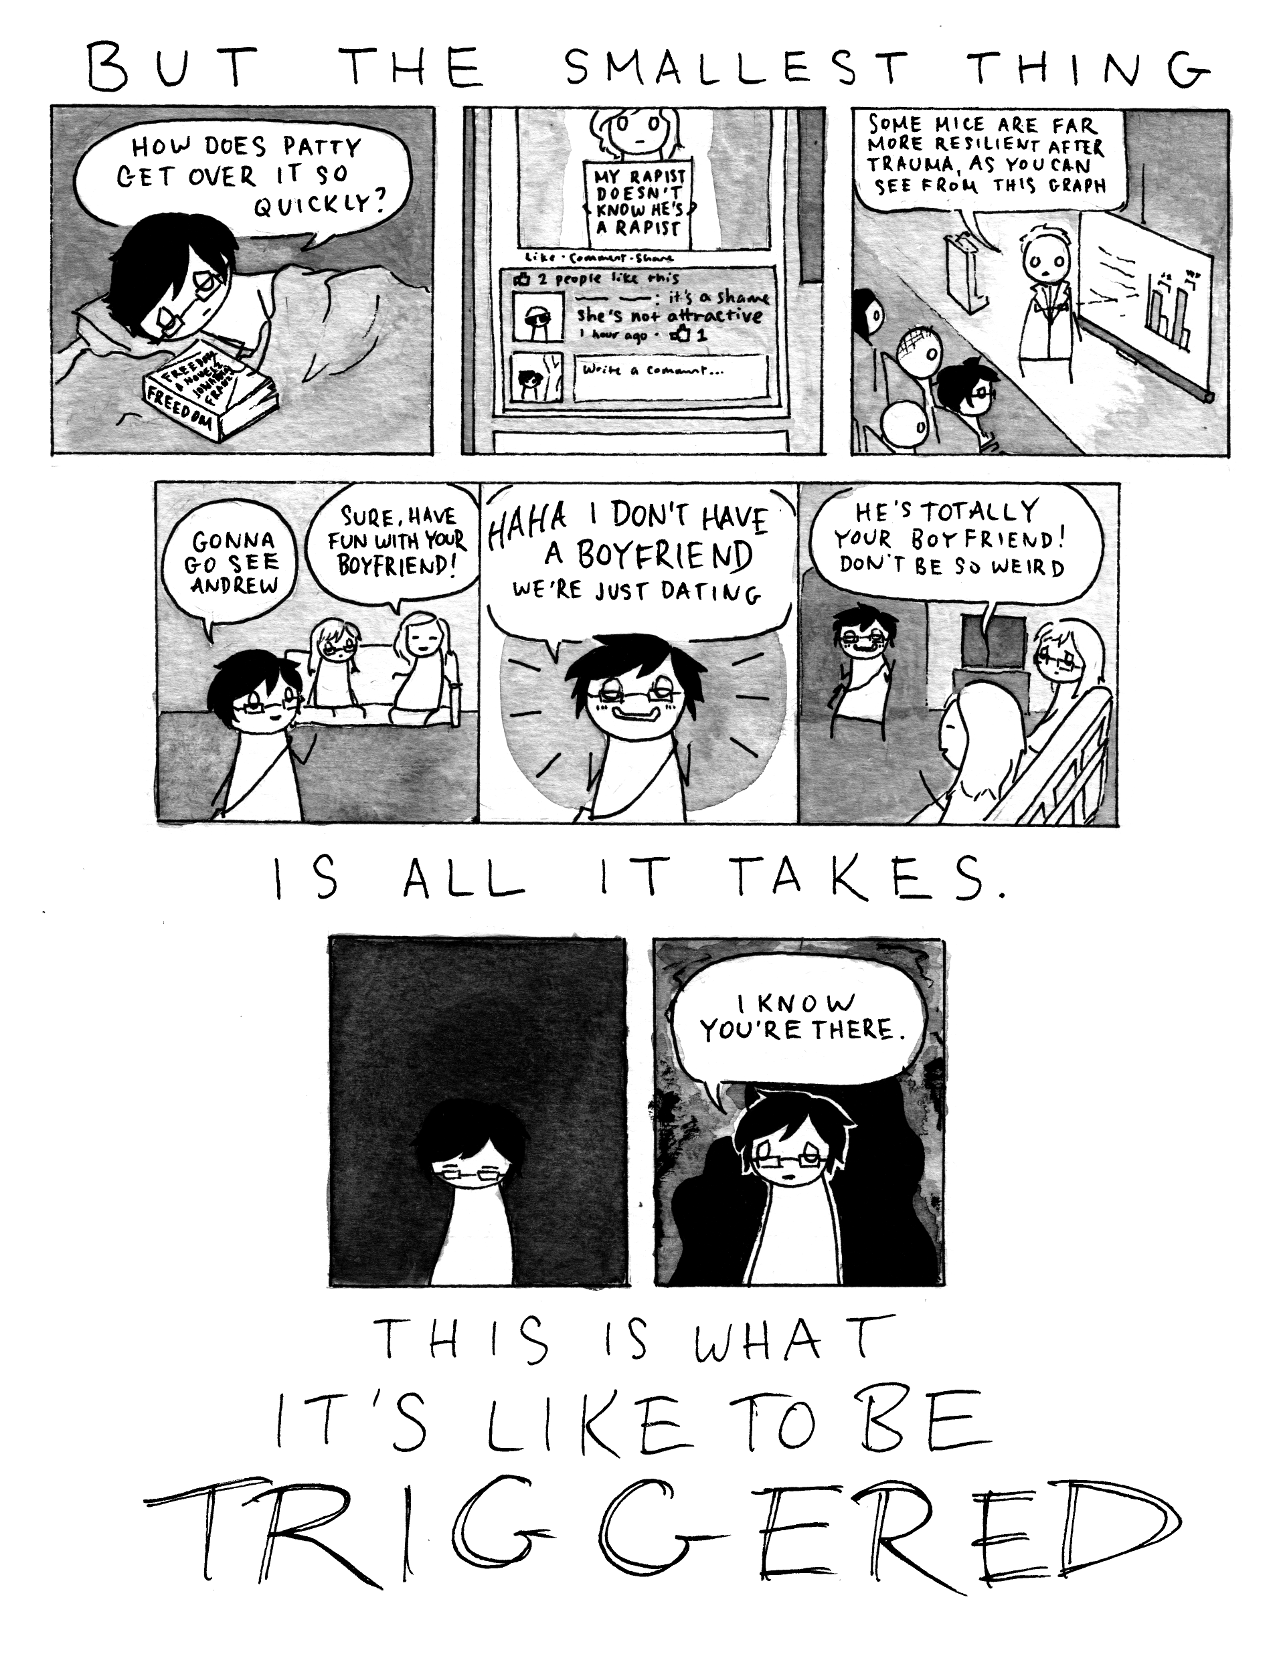 BUT THE SMALLEST THING
HOW DOES PATTY
GET OVER IT SO
QUICKLY?
FREEDOM
FREEDOM
MY RAPIST
DOESN'T
KNOW HE'S
A RAPIST
Like · Comment · Share
2 people like this
: it's a shame
she's not attractive
1 hour ago · 1
Write a comment...
SOME MICE ARE FAR
MORE RESILIENT AFTER
TRAUMA, AS YOU CAN
SEE FROM THIS GRAPH
GONNA
GO SEE
ANDREW
SURE, HAVE
FUN WITH YOUR
BOYFRIEND!
HAHA I DON'T HAVE
A BOYFRIEND
WE'RE JUST DATING
HE'S TOTALLY
YOUR BOYFRIEND!
DON'T BE SO WEIRD
IS ALL IT TAKES.
I KNOW
YOU'RE THERE.
THIS IS WHAT
IT'S LIKE TO BE
TRIGGERED